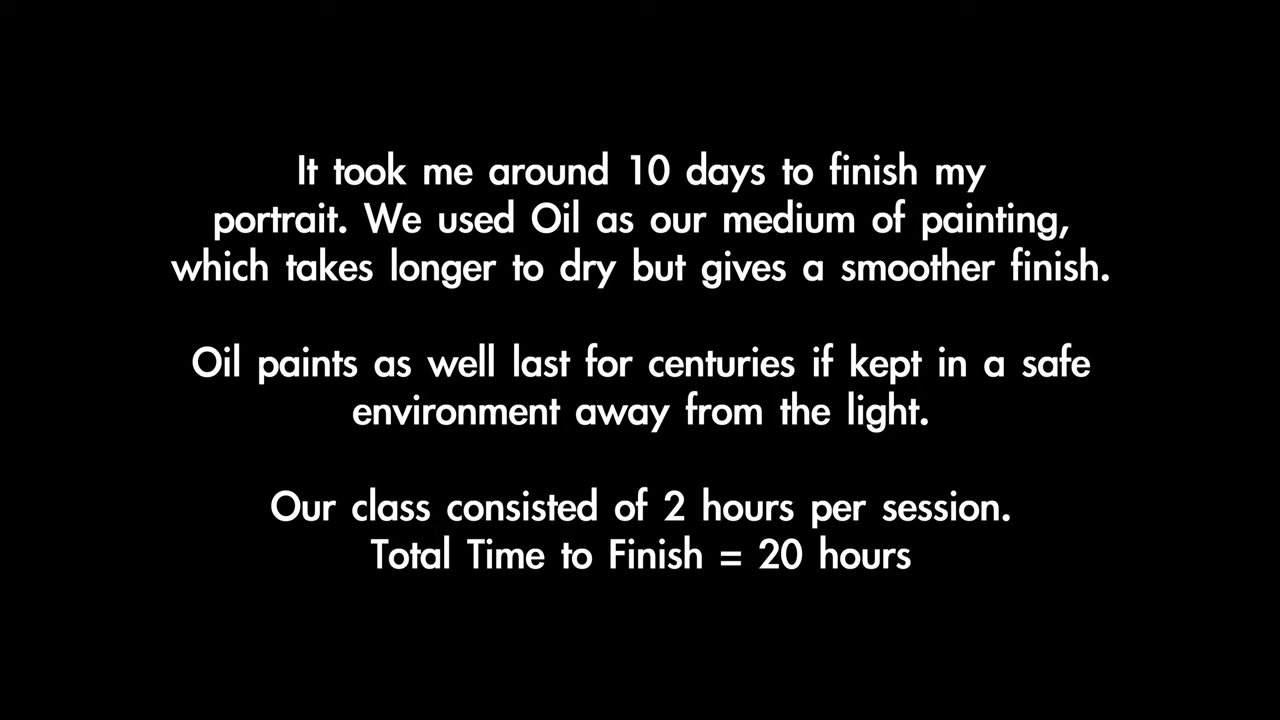 It took me around 10 days to finish my
portrait. We used Oil as our medium of painting,
which takes longer to dry but gives a smoother finish.
Oil paints as well last for centuries if kept in a safe
environment away from the light.
Our class consisted of 2 hours per session.
Total Time to Finish = 20 hours